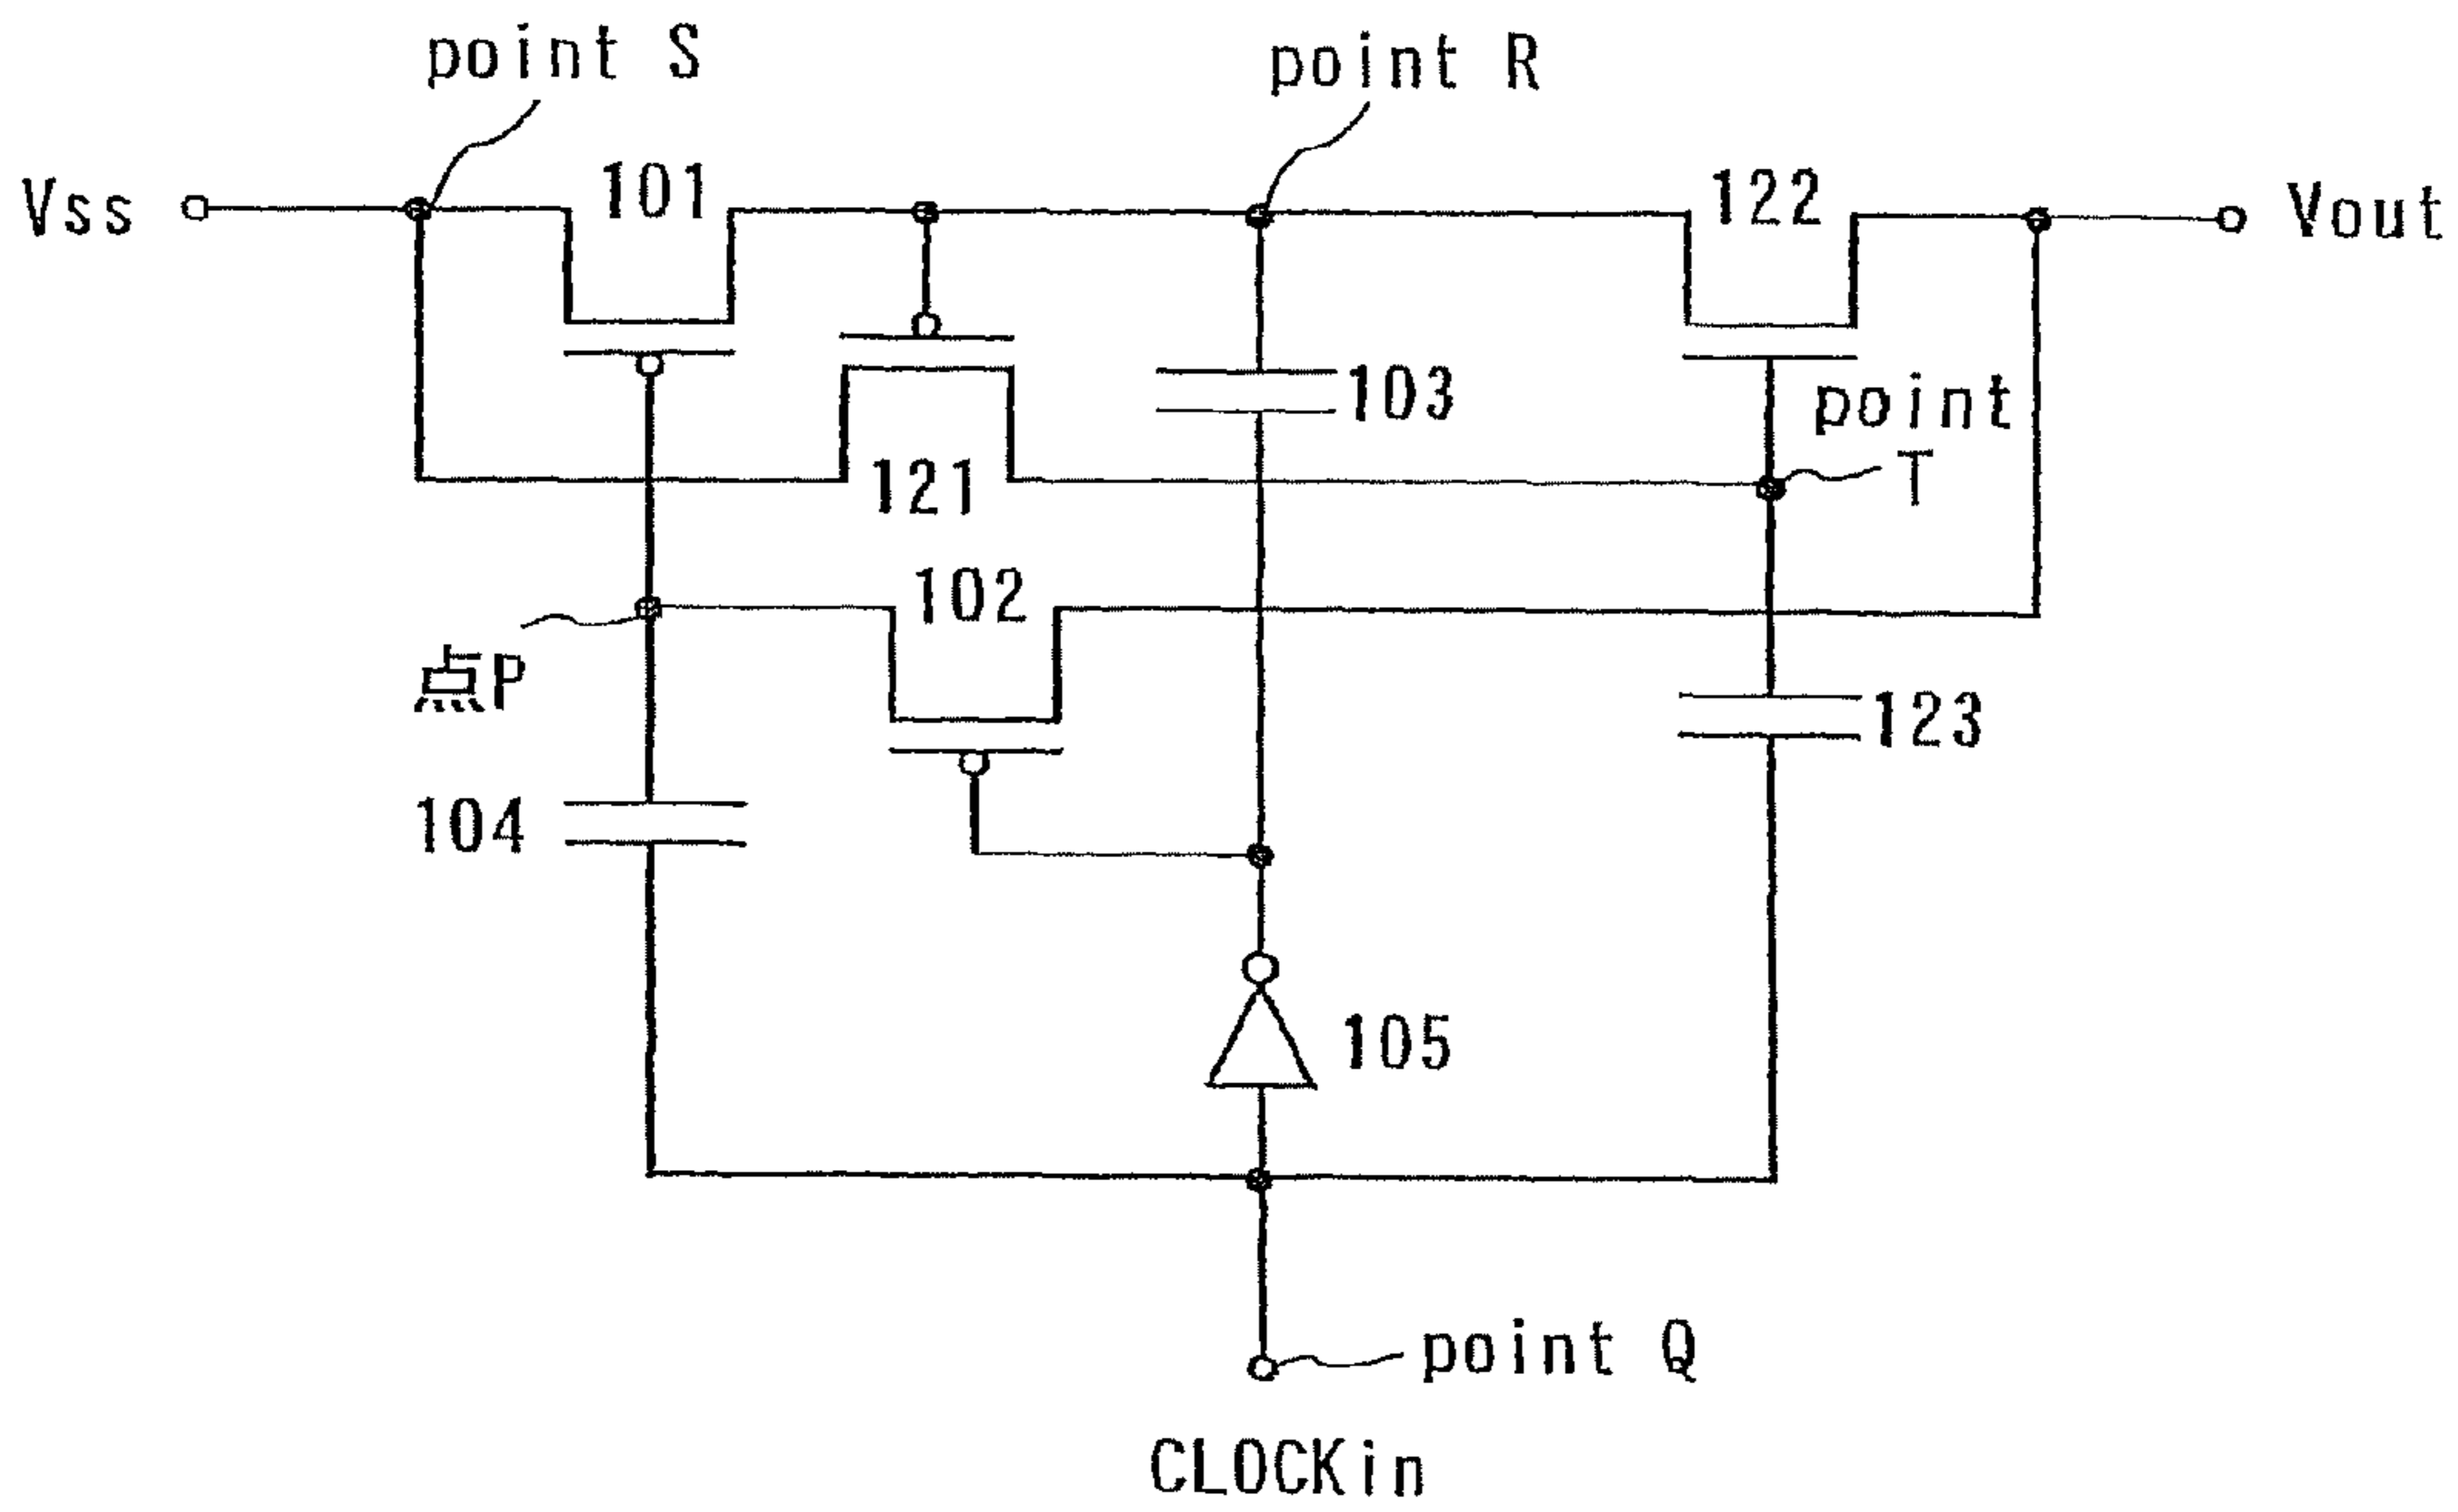 point S
point R
Vss
101
122
Vout
103
point
T
121
102
点P
123
104
105
point Q
CLOCKin